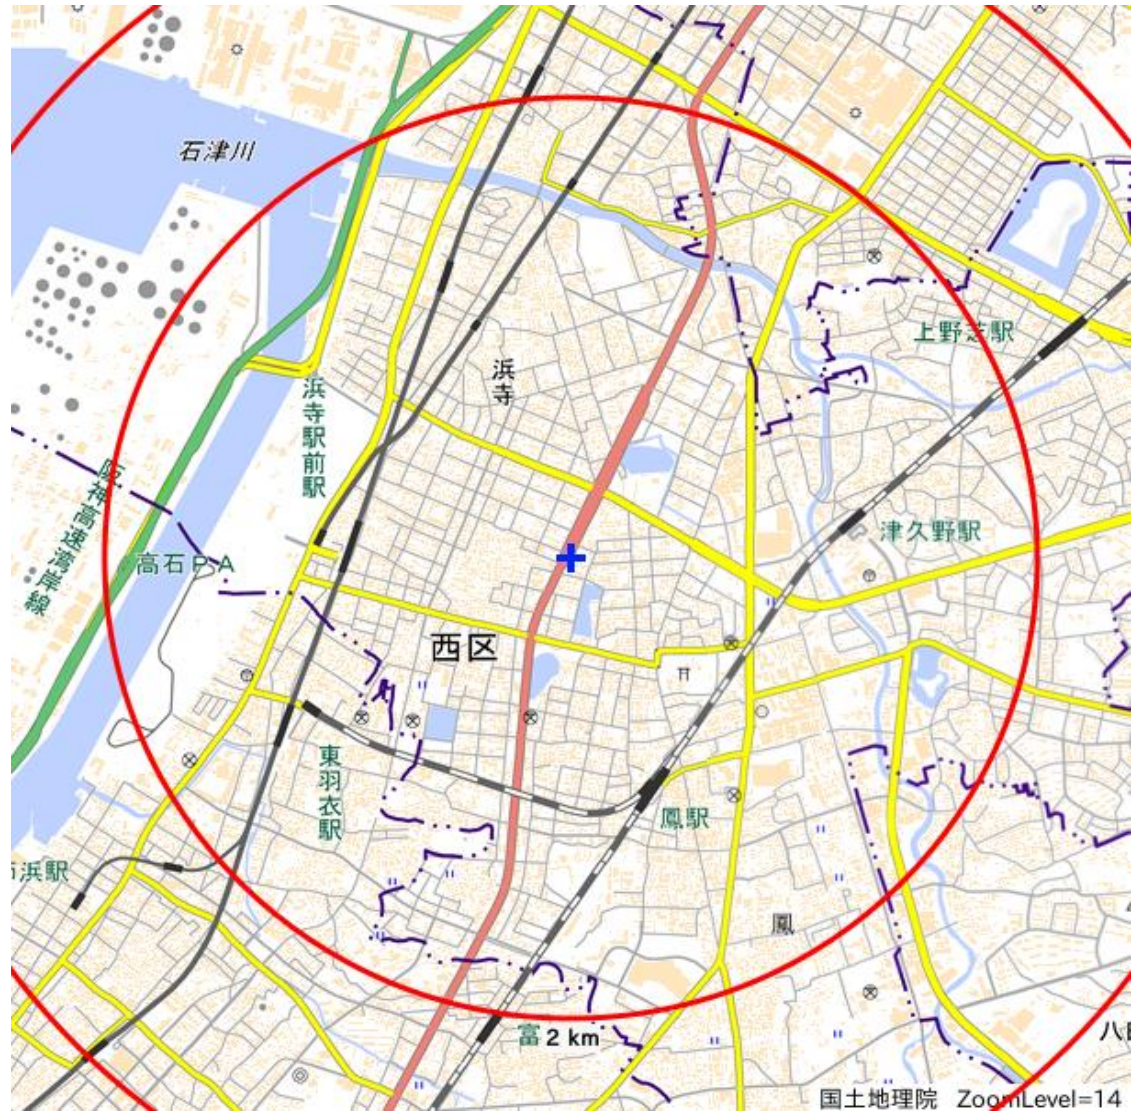 石津川
上野芝駅
浜寺
浜寺駅前駅
阪神高速湾岸線
津久野駅
高石PA
西区
東羽衣駅
鳳駅
浜駅
鳳
富
2 km
国土地理院 ZoomLevel=14